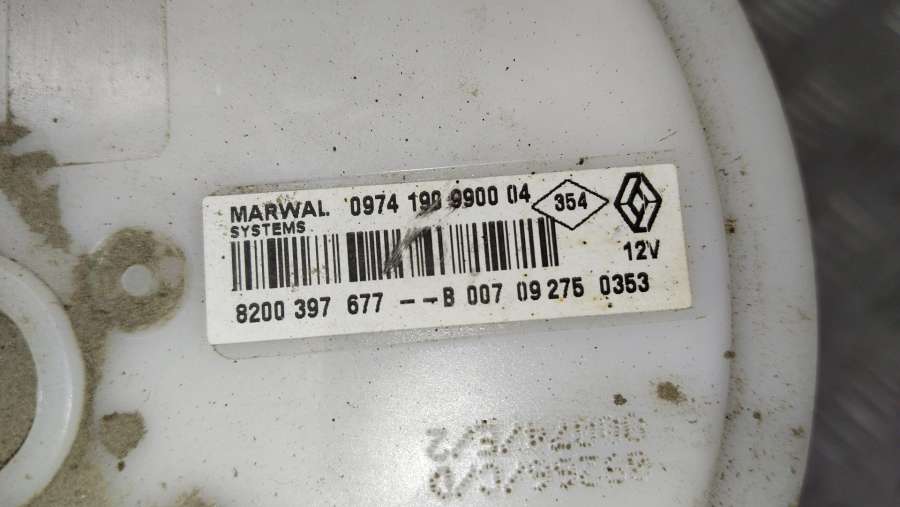 MARWAL 0974 190 9900 04 354
SYSTEMS
12V
8200 397 677 --B 007 09 275 0353